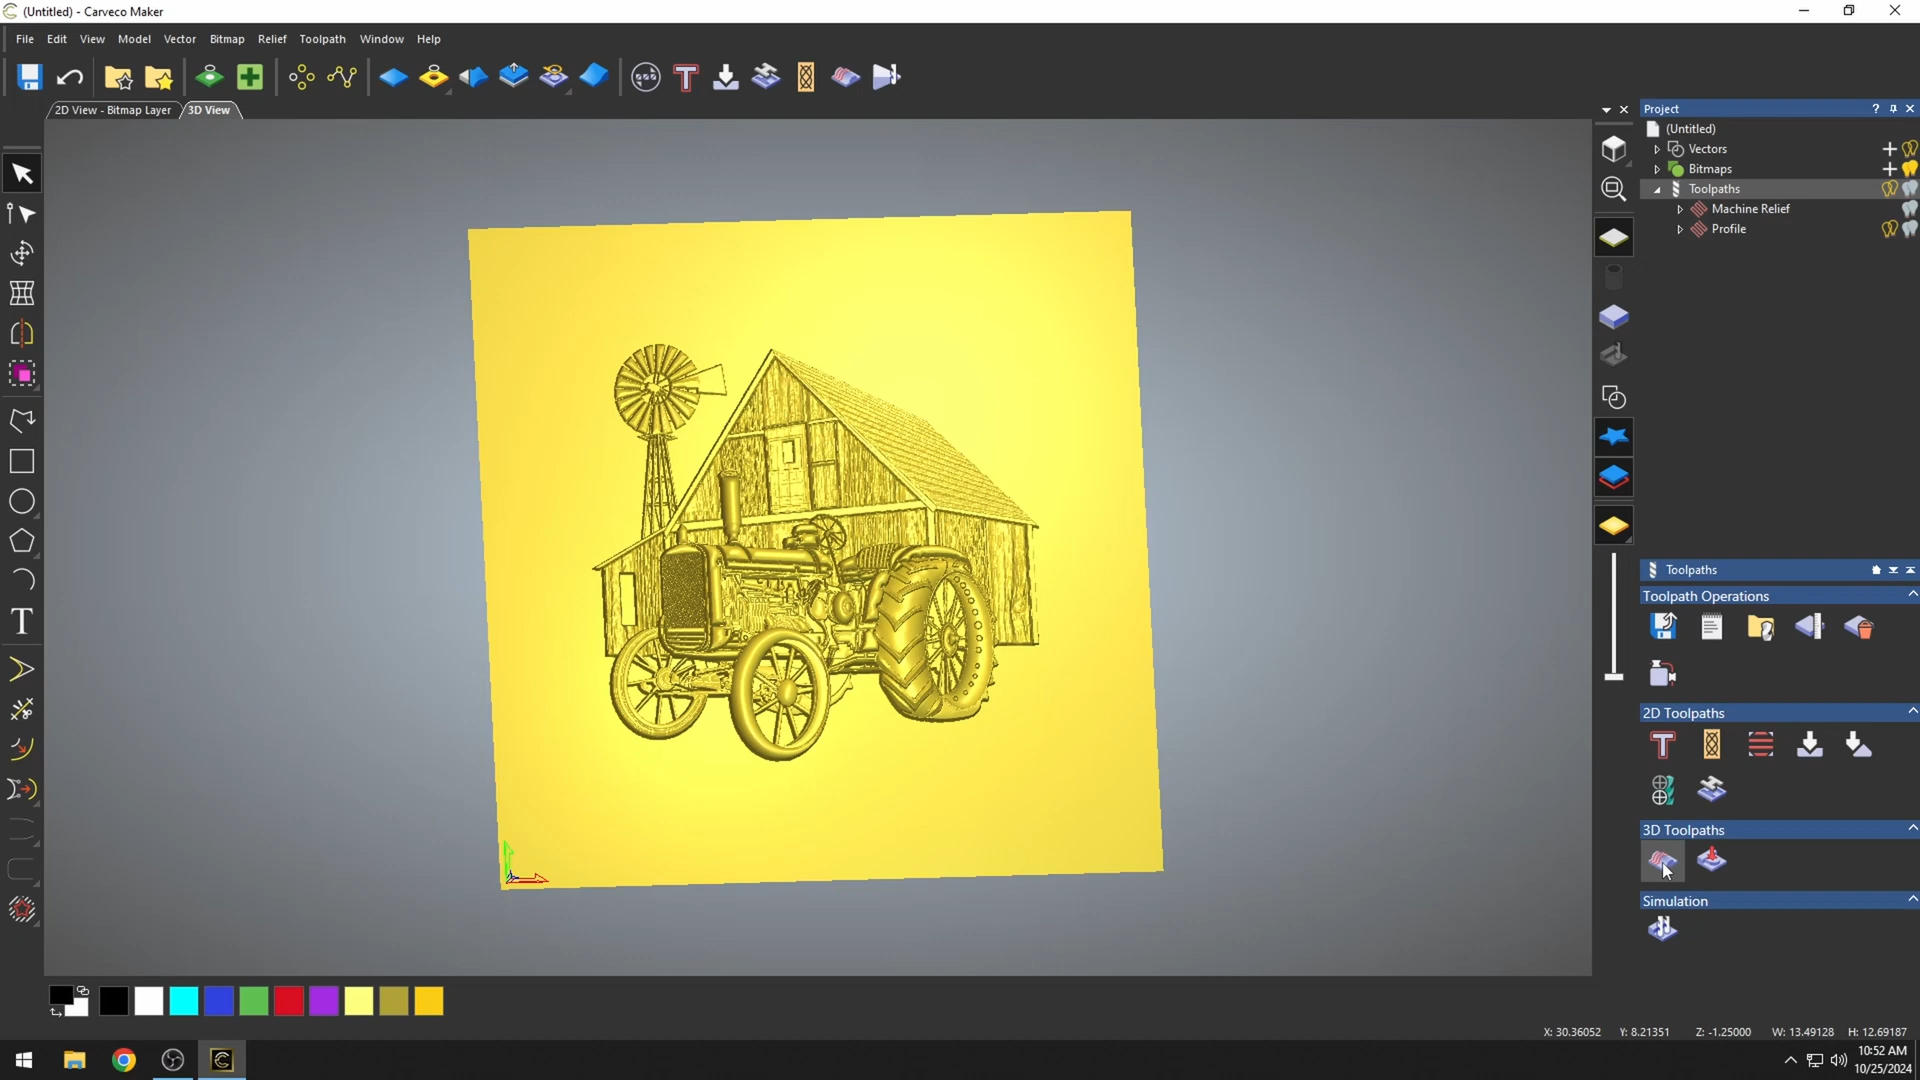 (Untitled) - Carveco Maker
File Edit View Model Vector Bitmap Relief Toolpath Window Help
2D View - Bitmap Layer 3D View
Project
(Untitled)
Vectors
Bitmaps
Toolpaths
Machine Relief
Profile
Toolpaths
Toolpath Operations
2D Toolpaths
3D Toolpaths
Simulation
X: 30.36052 Y: 8.21351 Z: -1.25000 W: 13.49128 H: 12.69187
10:52 AM
10/25/2024